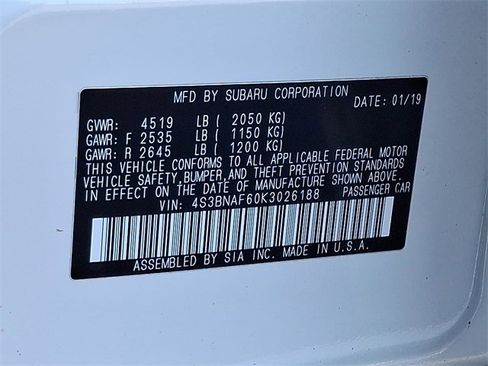 MFD BY SUBARU CORPORATION
DATE: 01/19
GVWR: 4519 LB ( 2050 KG)
GAWR: F 2535 LB ( 1150 KG)
GAWR: R 2645 LB ( 1200 KG)
THIS VEHICLE CONFORMS TO ALL APPLICABLE FEDERAL MOTOR
VEHICLE SAFETY, BUMPER, AND THEFT PREVENTION STANDARDS
IN EFFECT ON THE DATE OF MANUFACTURE SHOWN ABOVE.
VIN: 4S3BNAF60K3026188 PASSENGER CAR
ASSEMBLED BY SIA INC. MADE IN U.S.A.